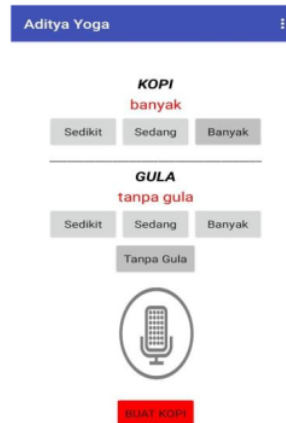 Aditya Yoga
KOPI
banyak
Sedikit Sedang Banyak
GULA
tanpa gula
Sedikit Sedang Banyak
Tanpa Gula
BUAT KOPI